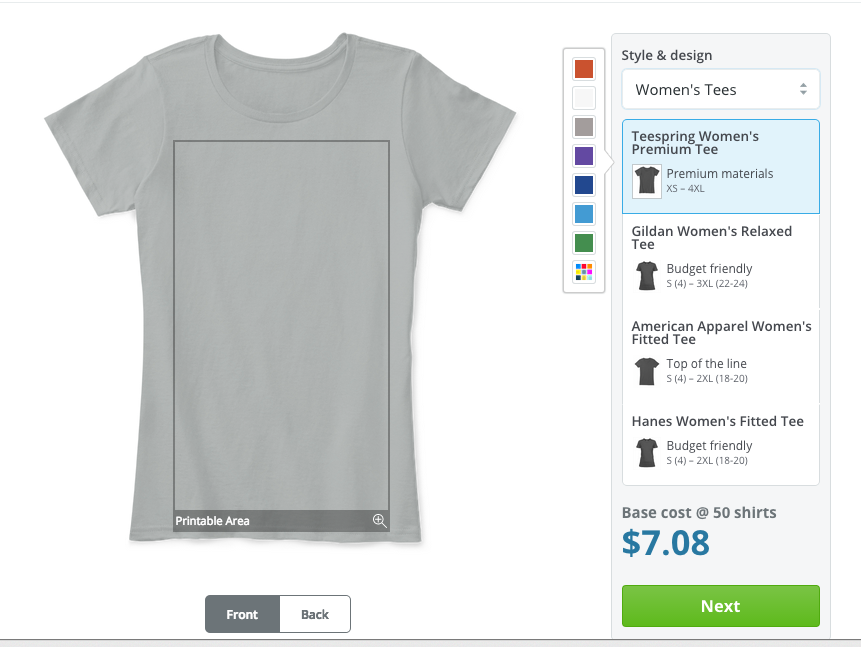 Style & design
Women's Tees
Teespring Women's
Premium Tee
Premium materials
XS – 4XL
Gildan Women's Relaxed
Tee
Budget friendly
S (4) – 3XL (22-24)
American Apparel Women's
Fitted Tee
Top of the line
S (4) – 2XL (18-20)
Hanes Women's Fitted Tee
Budget friendly
S (4) – 2XL (18-20)
Printable Area
Base cost @ 50 shirts
$7.08
Front
Back
Next